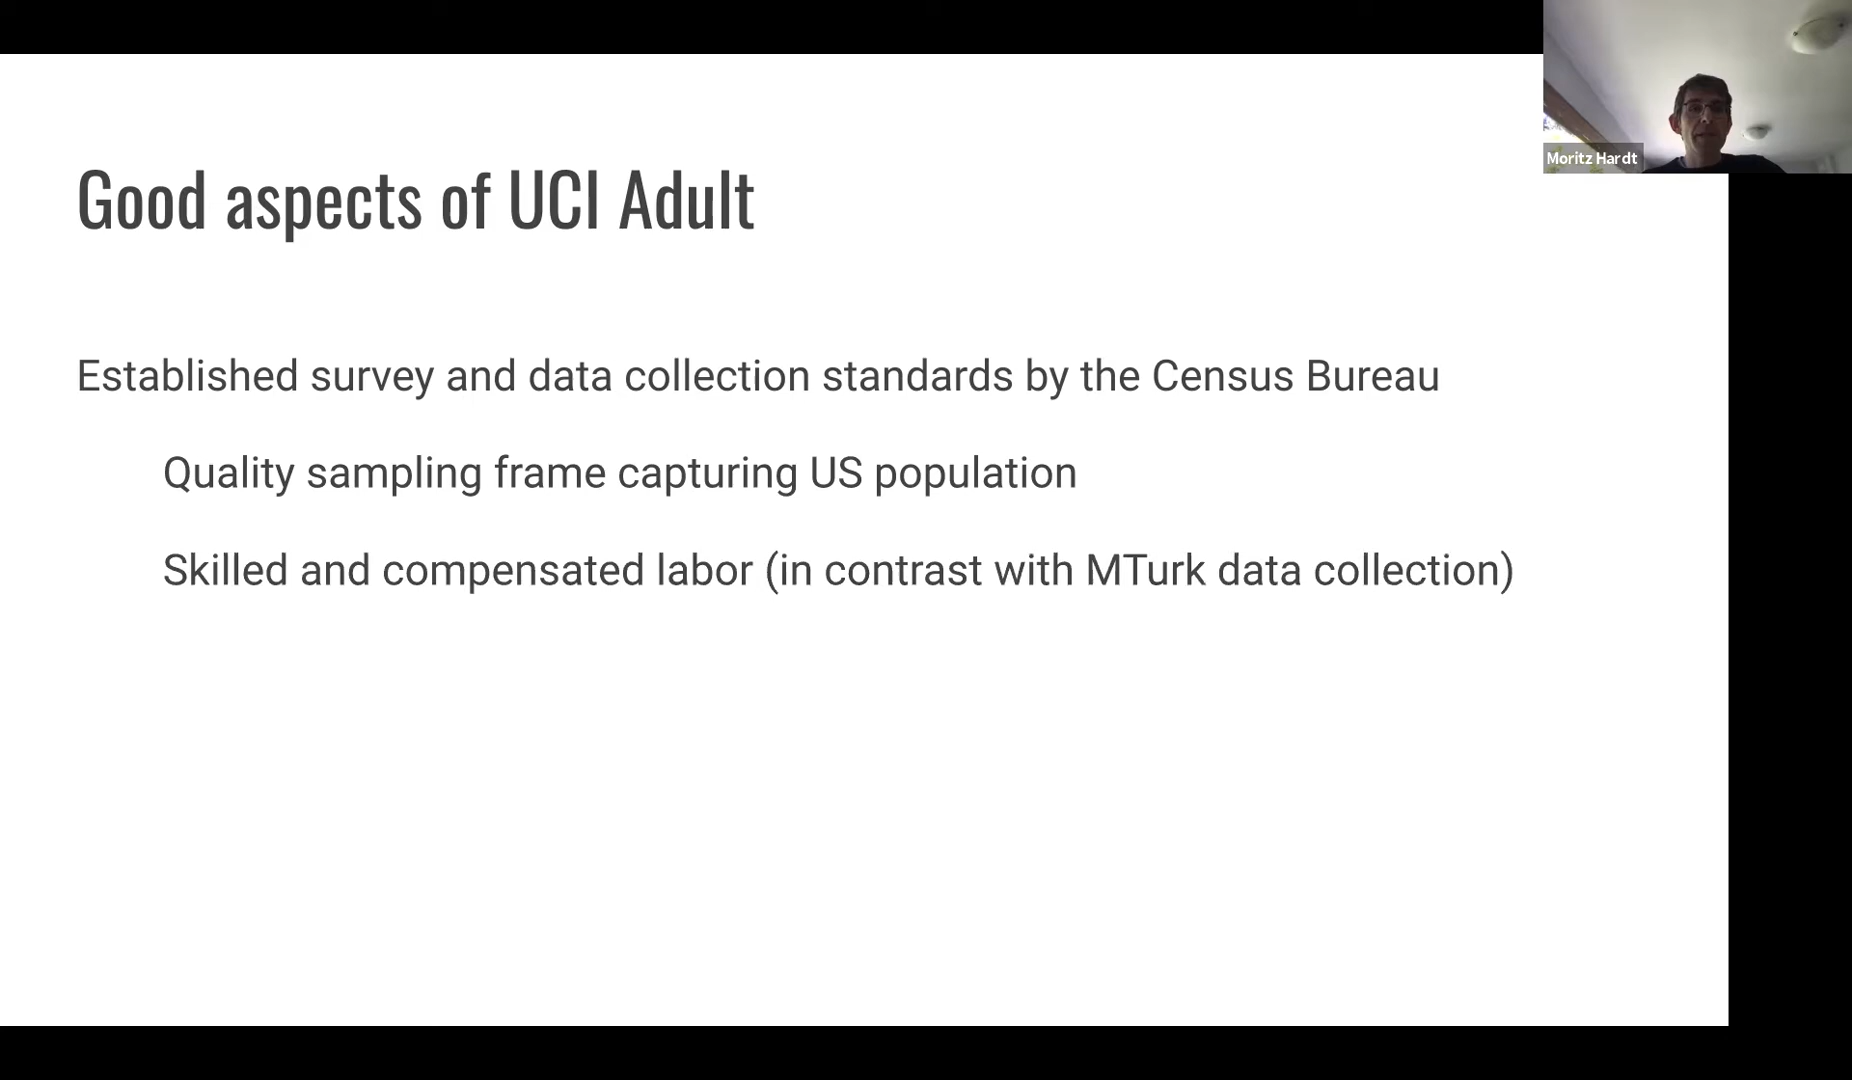 Moritz Hardt
Good aspects of UCI Adult
Established survey and data collection standards by the Census Bureau
Quality sampling frame capturing US population
Skilled and compensated labor (in contrast with MTurk data collection)